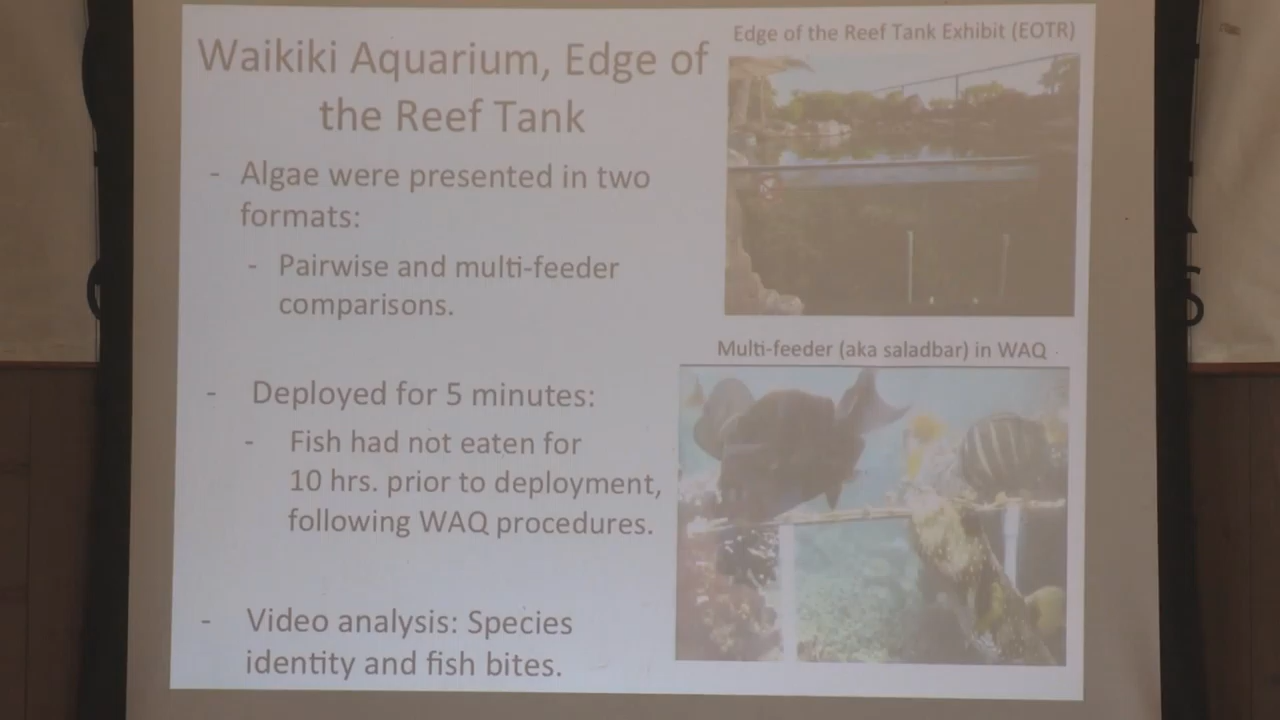 Waikiki Aquarium, Edge of
the Reef Tank
- Algae were presented in two
formats:
- Pairwise and multi-feeder
comparisons.
- Deployed for 5 minutes:
- Fish had not eaten for
10 hrs. prior to deployment,
following WAQ procedures.
- Video analysis: Species
identity and fish bites.
Edge of the Reef Tank Exhibit (EOTR)
Multi-feeder (aka saladbar) in WAQ